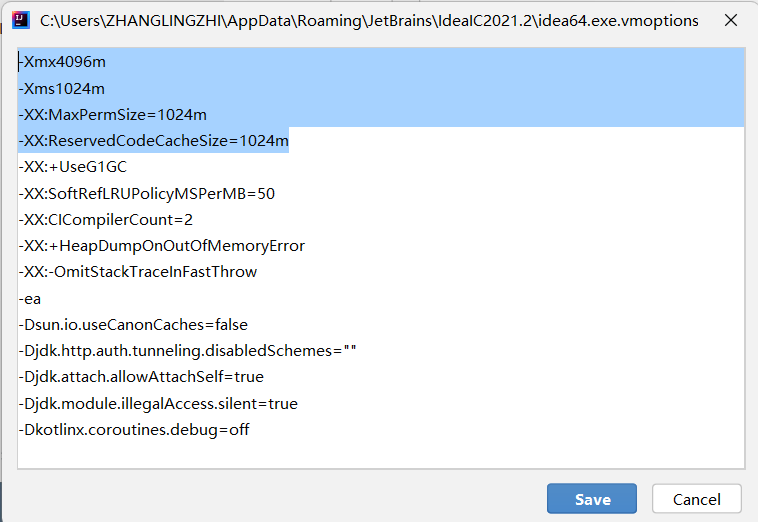 C:\Users\ZHANGLINGZHI\AppData\Roaming\JetBrains\IdeaIC2021.2\idea64.exe.vmoptions
-Xmx4096m
-Xms1024m
-XX:MaxPermSize=1024m
-XX:ReservedCodeCacheSize=1024m
-XX:+UseG1GC
-XX:SoftRefLRUPolicyMSPerMB=50
-XX:CICompilerCount=2
-XX:+HeapDumpOnOutOfMemoryError
-XX:-OmitStackTraceInFastThrow
-ea
-Dsun.io.useCanonCaches=false
-Djdk.http.auth.tunneling.disabledSchemes=""
-Djdk.attach.allowAttachSelf=true
-Djdk.module.illegalAccess.silent=true
-Dkotlinx.coroutines.debug=off
Save
Cancel